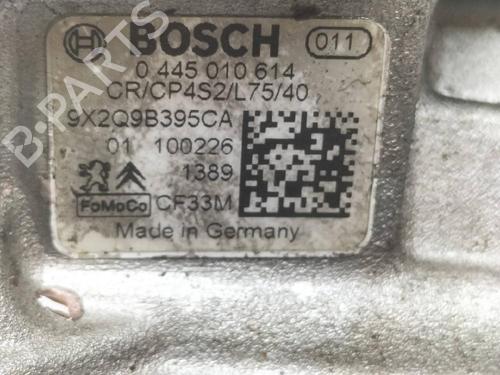 BOSCH 011
0 445 010 614
CR/CP4S2/L75/40
9X2Q9B395CA
01 100226
1389
FoMoCo CF33M
Made in Germany
B-PARTS